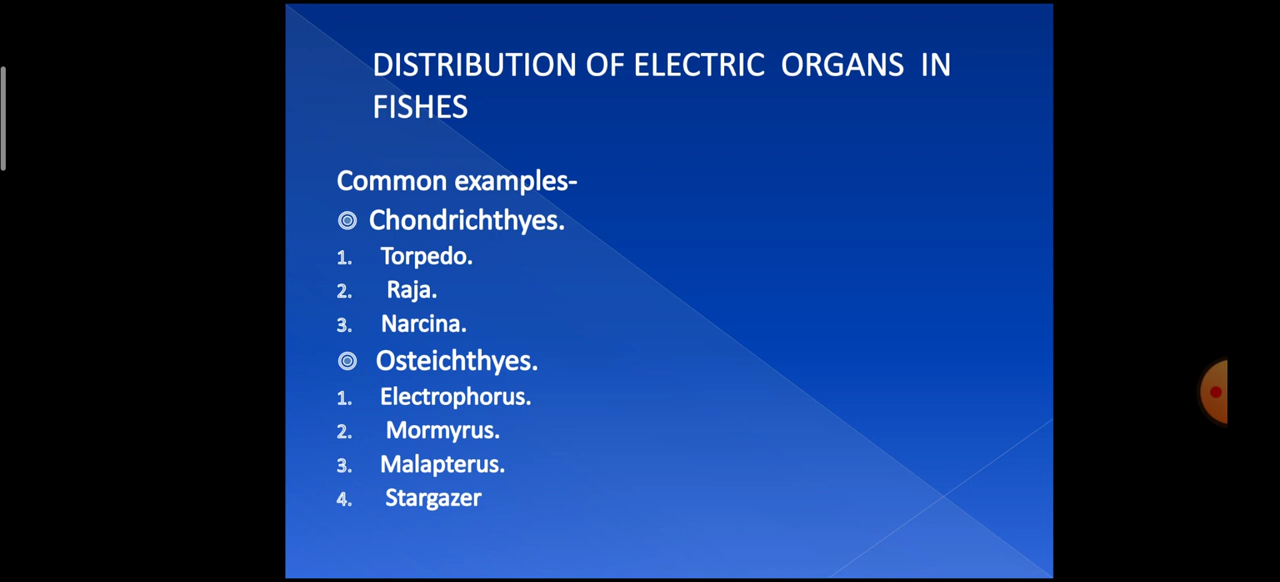 DISTRIBUTION OF ELECTRIC ORGANS IN
FISHES
Common examples-
Chondrichthyes.
1. Torpedo.
2. Raja.
3. Narcina.
Osteichthyes.
1. Electrophorus.
2. Mormyrus.
3. Malapterus.
4. Stargazer